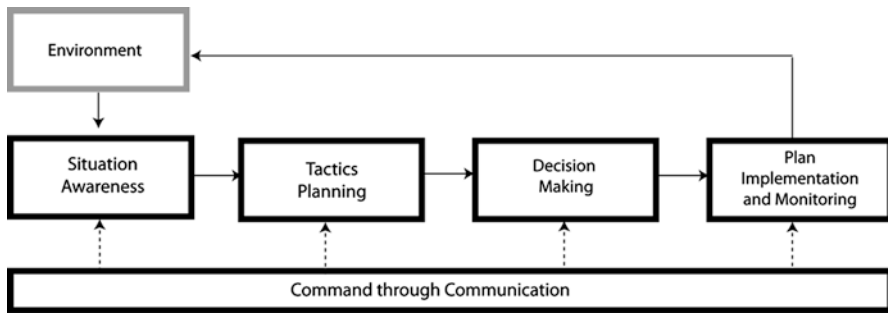 Environment
Situation
Awareness
Tactics
Planning
Decision
Making
Plan
Implementation
and Monitoring
Command through Communication